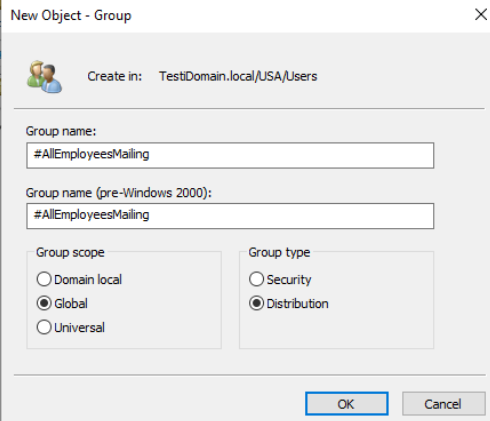 New Object - Group
Create in: TestiDomain.local/USA/Users
Group name:
#AllEmployeesMailing
Group name (pre-Windows 2000):
#AllEmployeesMailing
Group scope
Domain local
Global
Universal
Group type
Security
Distribution
OK
Cancel